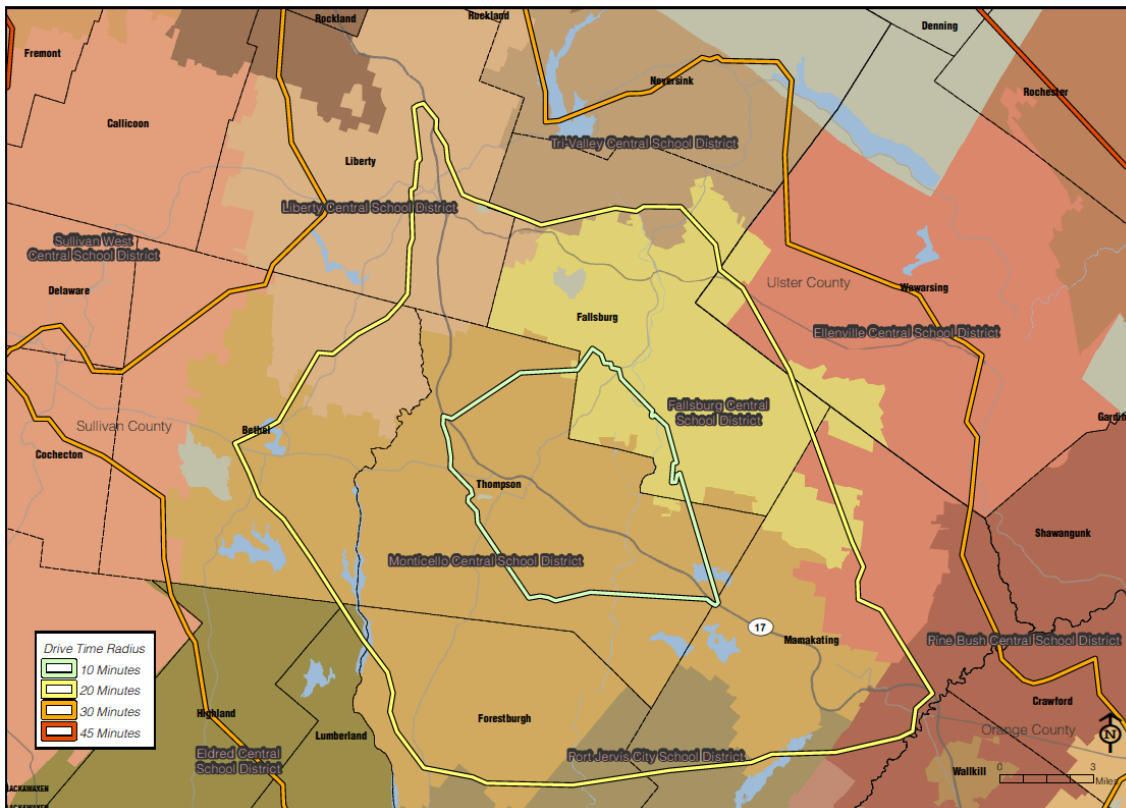 Rockland
Rockland
Denning
Fremont
Neversink
Rochester
Callicoon
Tri-Valley Central School District
Liberty
Liberty Central School District
Sullivan West
Central School District
Ulster County
Delaware
Wawarsing
Fallsburg
Ellenville Central School District
Fallsburg Central
School District
Gardin
Sullivan County
Bethel
Cochecton
Thompson
Shawangunk
Monticello Central School District
17
Mamakating
Pine Bush Central School District
Drive Time Radius
10 Minutes
20 Minutes
30 Minutes
45 Minutes
Crawford
Highland
Forestburgh
Orange County
Lumberland
N
Eldred Central
School District
Port Jervis City School District
Wallkill
0 3
Miles
LACKAWAXEN
LACKAWAXEN